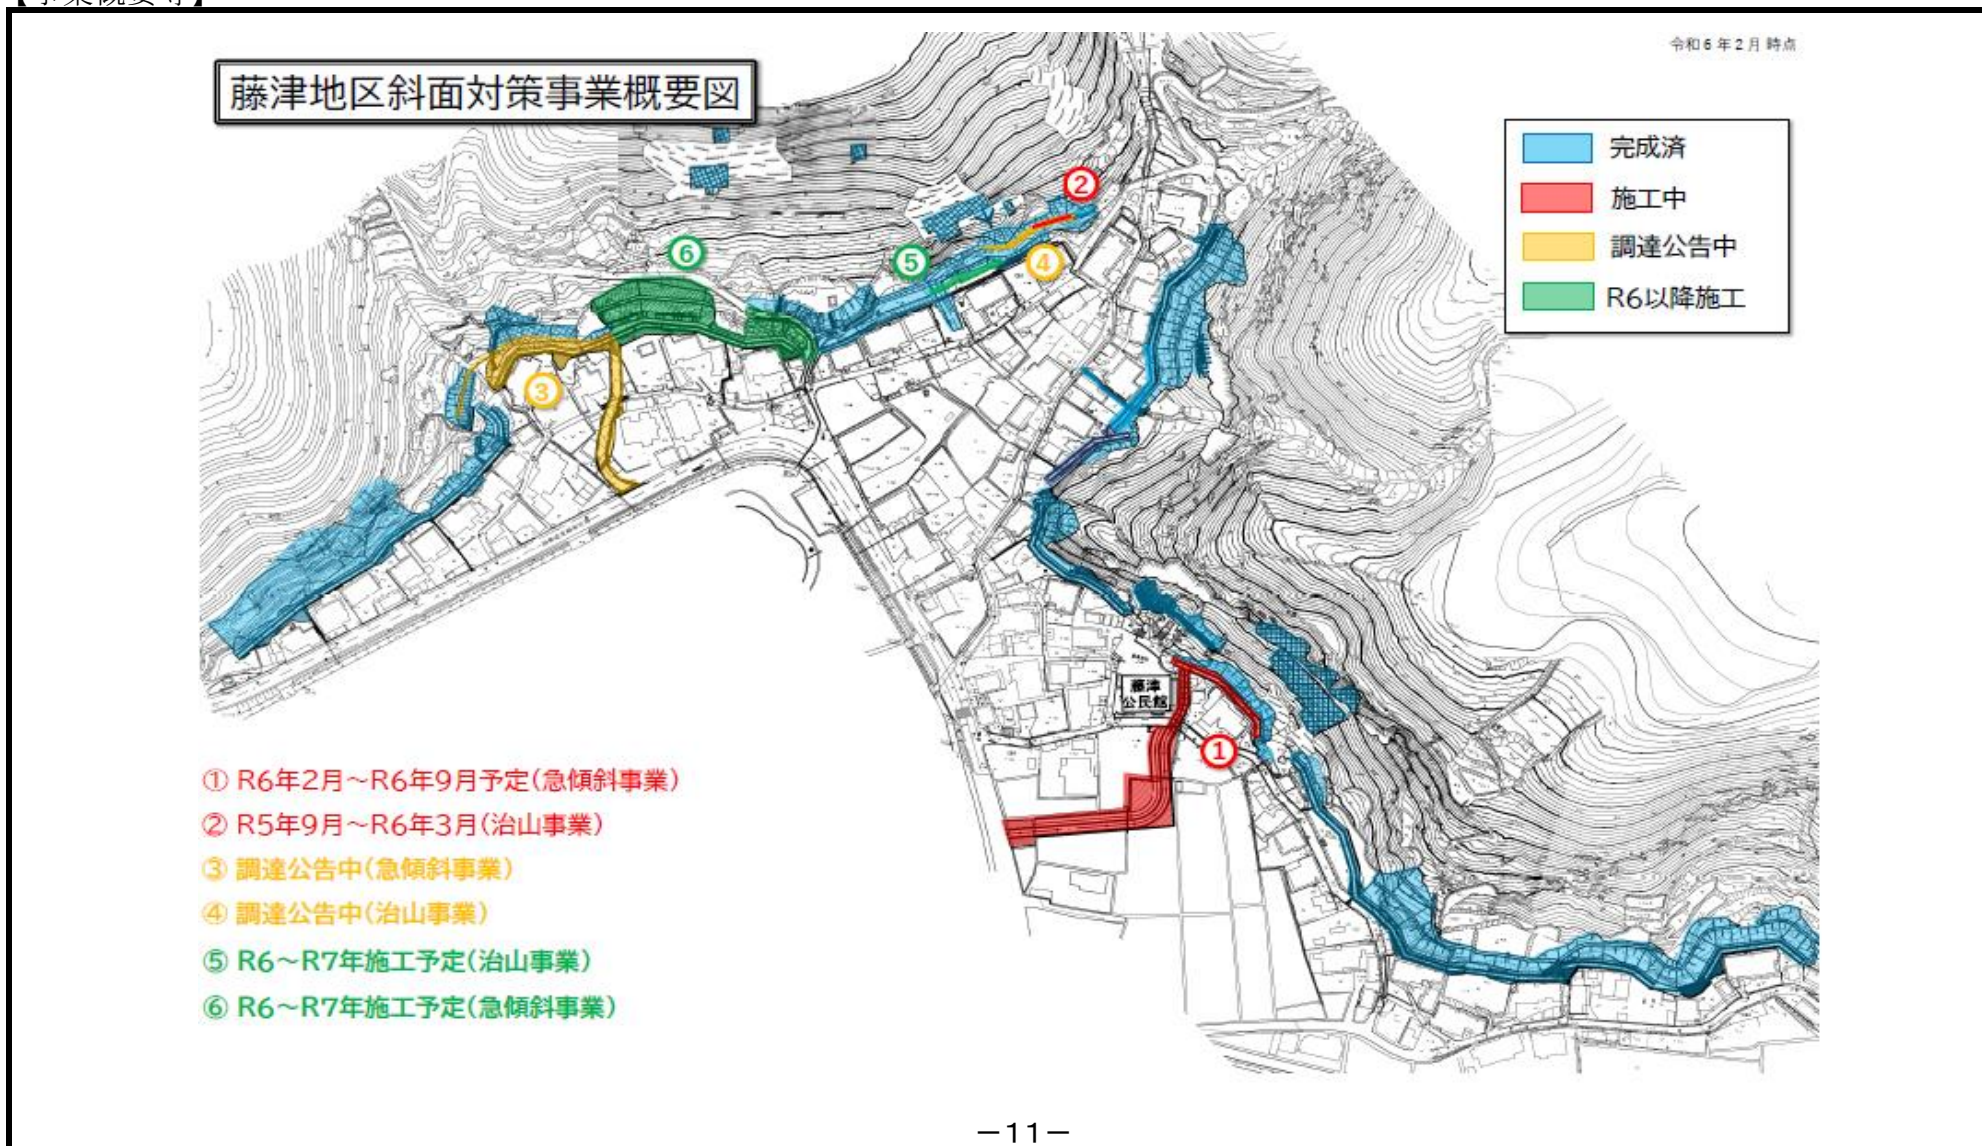 【事業概要等】
令和6年2月時点
藤津地区斜面対策事業概要図
完成済
施工中
調達公告中
R6以降施工
②
⑥
⑤
④
③
藤津
公民館
①
① R6年2月～R6年9月予定(急傾斜事業)
② R5年9月～R6年3月(治山事業)
③ 調達公告中(急傾斜事業)
④ 調達公告中(治山事業)
⑤ R6～R7年施工予定(治山事業)
⑥ R6～R7年施工予定(急傾斜事業)
－11－